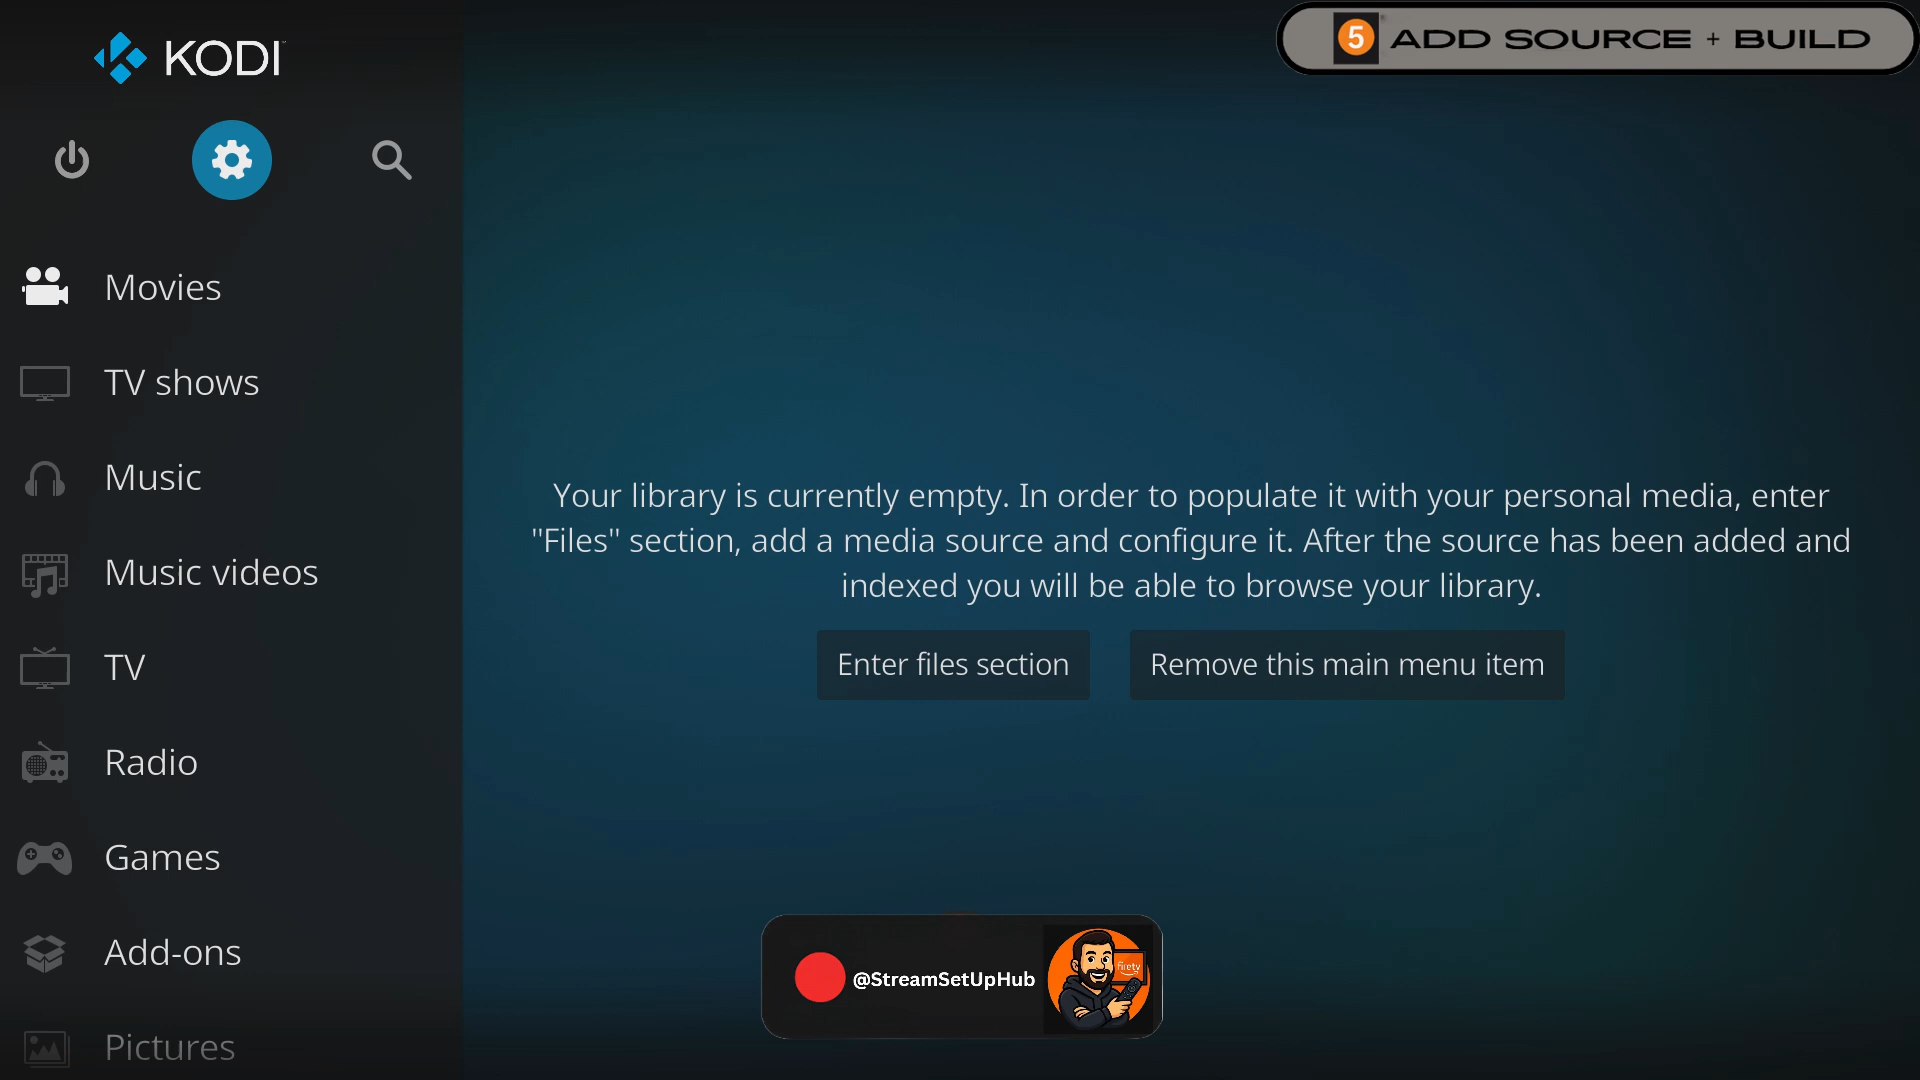 KODI
5 ADD SOURCE + BUILD
Movies
TV shows
Music
Music videos
TV
Radio
Games
Add-ons
Pictures
Your library is currently empty. In order to populate it with your personal media, enter
"Files" section, add a media source and configure it. After the source has been added and
indexed you will be able to browse your library.
Enter files section
Remove this main menu item
@StreamSetUpHub
firetv